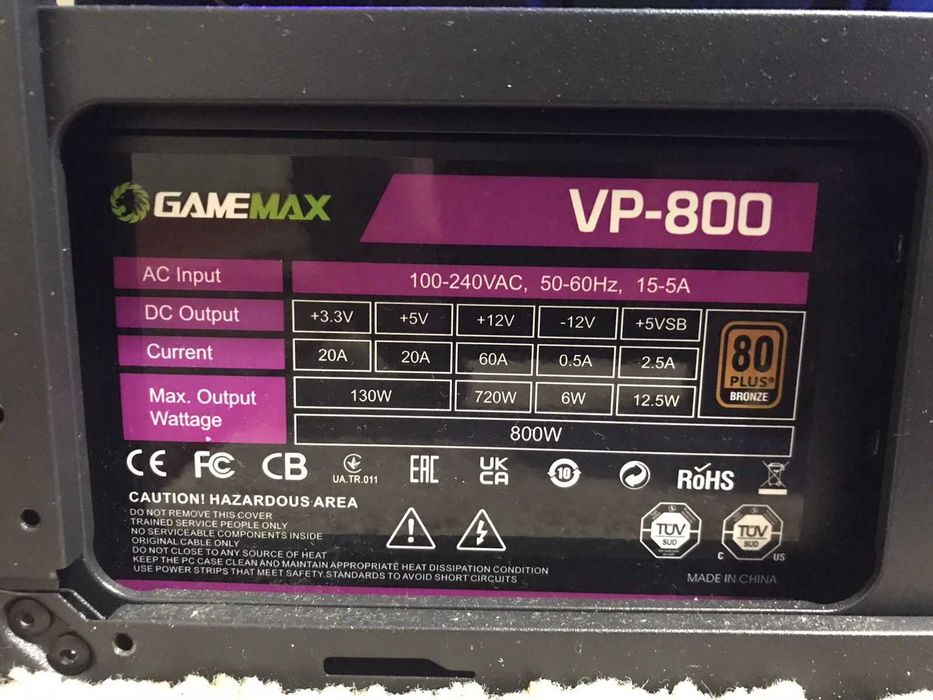 GAMEMAX
VP-800
AC Input 100-240VAC, 50-60Hz, 15-5A
DC Output +3.3V +5V +12V -12V +5VSB
Current 20A 20A 60A 0.5A 2.5A
80
PLUS®
BRONZE
Max. Output
Wattage
130W 720W 6W 12.5W
800W
CE FC CB UA.TR.011 EAC UK
CA 10 RoHS
CAUTION! HAZARDOUS AREA
DO NOT REMOVE THIS COVER
TRAINED SERVICE PEOPLE ONLY
NO SERVICEABLE COMPONENTS INSIDE
ORIGINAL CABLE ONLY
DO NOT CLOSE TO ANY SOURCE OF HEAT
KEEP THE PC CASE CLEAN AND MAINTAIN APPROPRIATE HEAT DISSIPATION CONDITION
USE POWER STRIPS THAT MEET SAFETY STANDARDS TO AVOID SHORT CIRCUITS
TÜV
SÜD
C TÜV US
SÜD
MADE IN CHINA